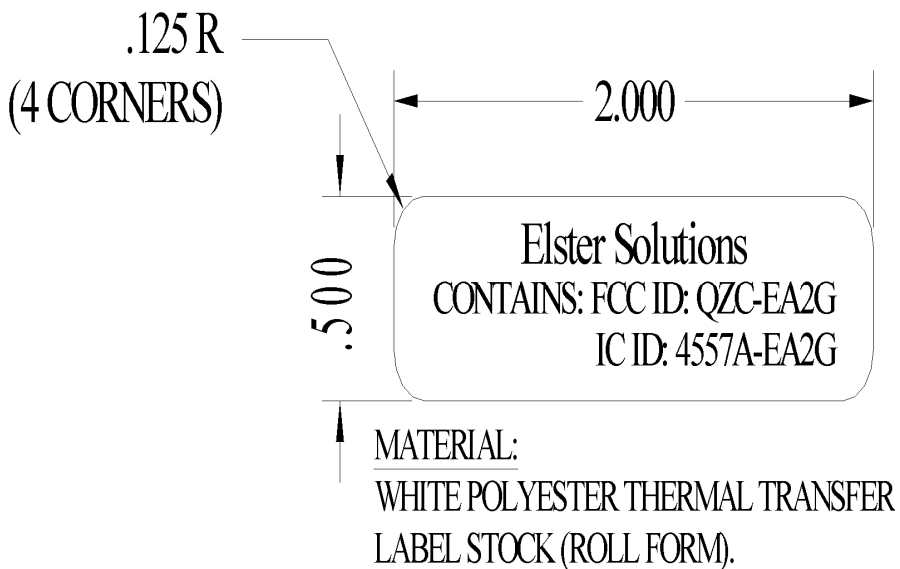 .125 R
(4 CORNERS)
2.000
.500
Elster Solutions
CONTAINS: FCC ID: QZC-EA2G
IC ID: 4557A-EA2G
MATERIAL:
WHITE POLYESTER THERMAL TRANSFER
LABEL STOCK (ROLL FORM).